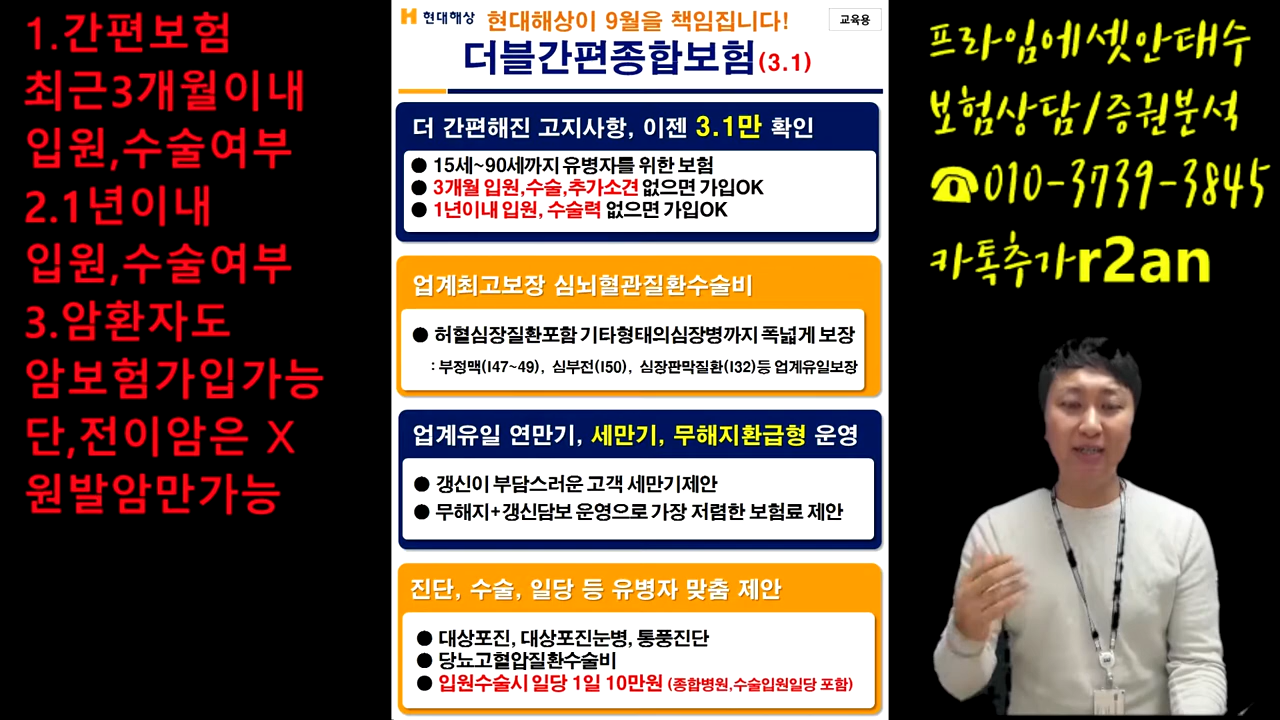 1.간편보험
최근3개월이내
입원,수술여부
2.1년이내
입원,수술여부
3.암환자도
암보험가입가능
단,전이암은 X
원발암만가능
현대해상
현대해상이 9월을 책임집니다!
교육용
더블간편종합보험(3.1)
더 간편해진 고지사항, 이젠 3.1만 확인
● 15세~90세까지 유병자를 위한 보험
● 3개월 입원,수술,추가소견 없으면 가입OK
● 1년이내 입원, 수술력 없으면 가입OK
업계최고보장 심뇌혈관질환수술비
● 허혈심장질환포함 기타형태의심장병까지 폭넓게 보장
: 부정맥(I47~49), 심부전(I50), 심장판막질환(I32)등 업계유일보장
업계유일 연만기, 세만기, 무해지환급형 운영
● 갱신이 부담스러운 고객 세만기제안
● 무해지+갱신담보 운영으로 가장 저렴한 보험료 제안
진단, 수술, 일당 등 유병자 맞춤 제안
● 대상포진, 대상포진눈병, 통풍진단
● 당뇨고혈압질환수술비
● 입원수술시 일당 1일 10만원 (종합병원,수술입원일당 포함)
프라임에셋안태수
보험상담/증권분석
☎010-3739-3845
카톡추가r2an